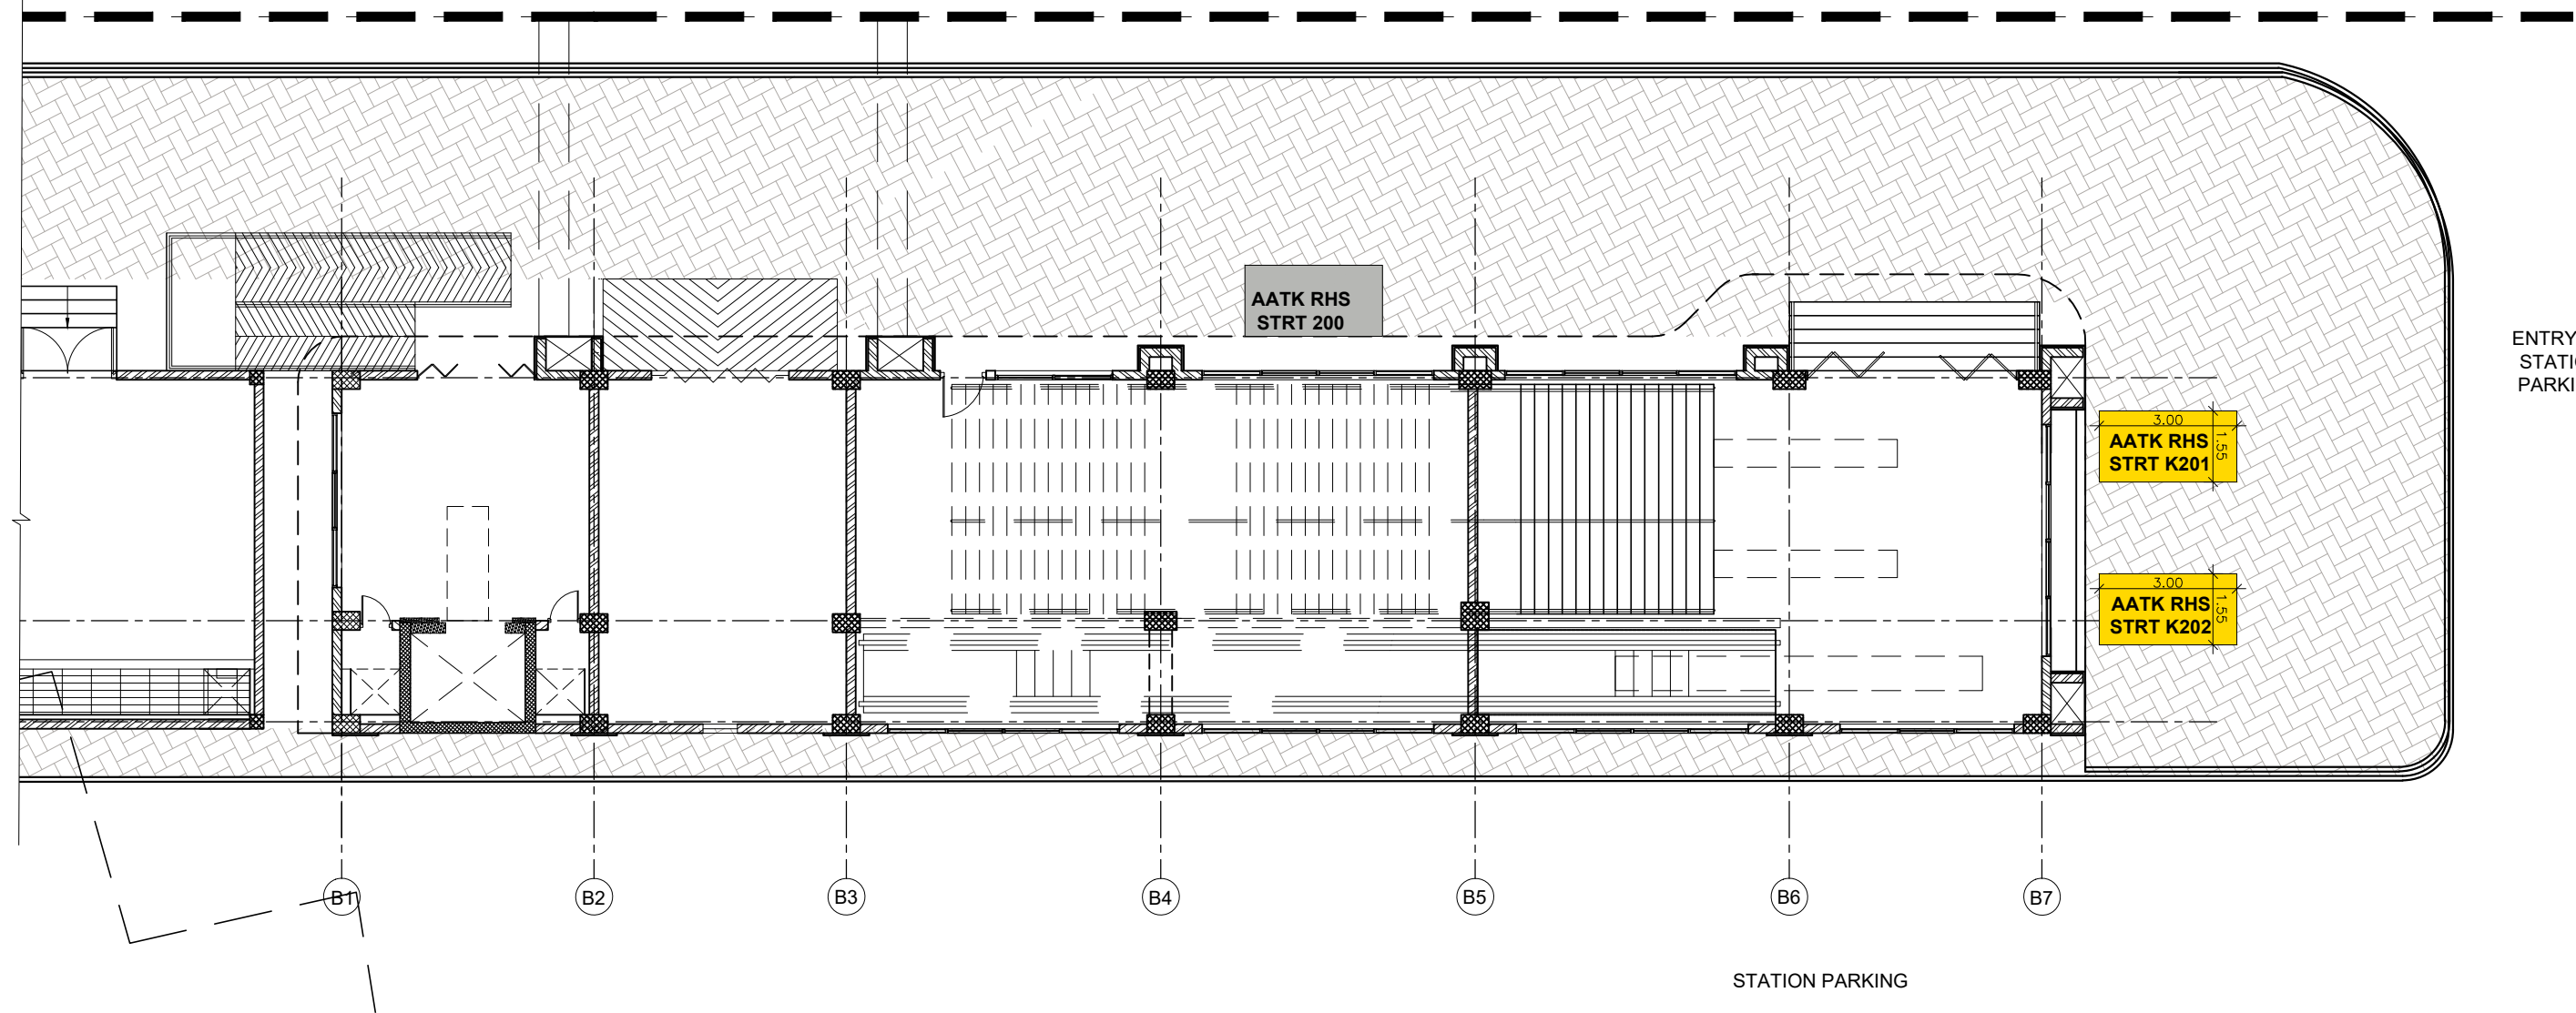 AATK RHS
STRT 200
ENTRY
STATI
PARKI
3.00
1.55
AATK RHS
STRT K201
3.00
1.55
AATK RHS
STRT K202
B1
B2
B3
B4
B5
B6
B7
STATION PARKING